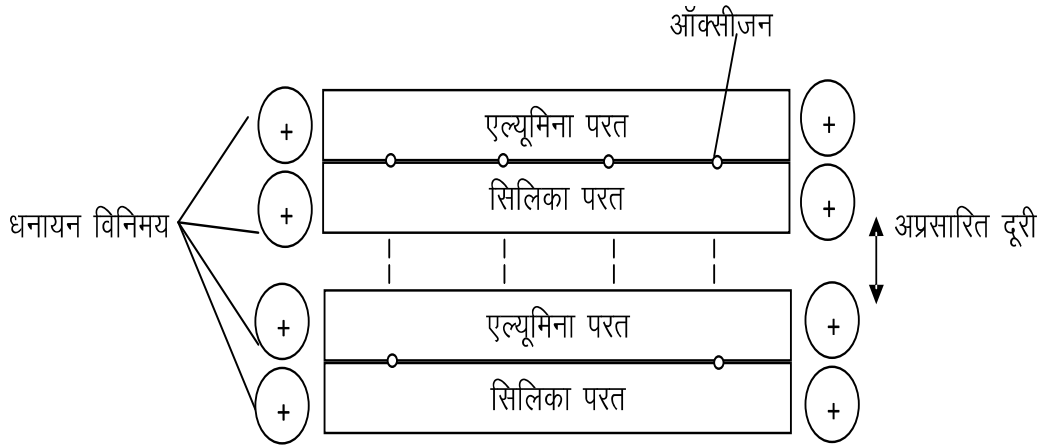 ऑक्सीजन
+ +
एल्यूमिना परत
+ +
सिलिका परत
धनायन विनिमय
अप्रसारित दूरी
+ +
एल्यूमिना परत
+ +
सिलिका परत